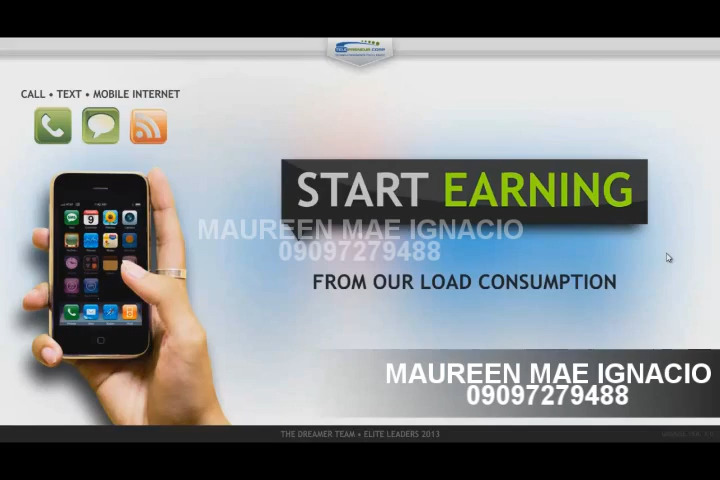 CALL • TEXT • MOBILE INTERNET
START EARNING
MAUREEN MAE IGNACIO
09097279488
FROM OUR LOAD CONSUMPTION
MAUREEN MAE IGNACIO
09097279488
THE DREAMER TEAM • ELITE LEADERS 2013